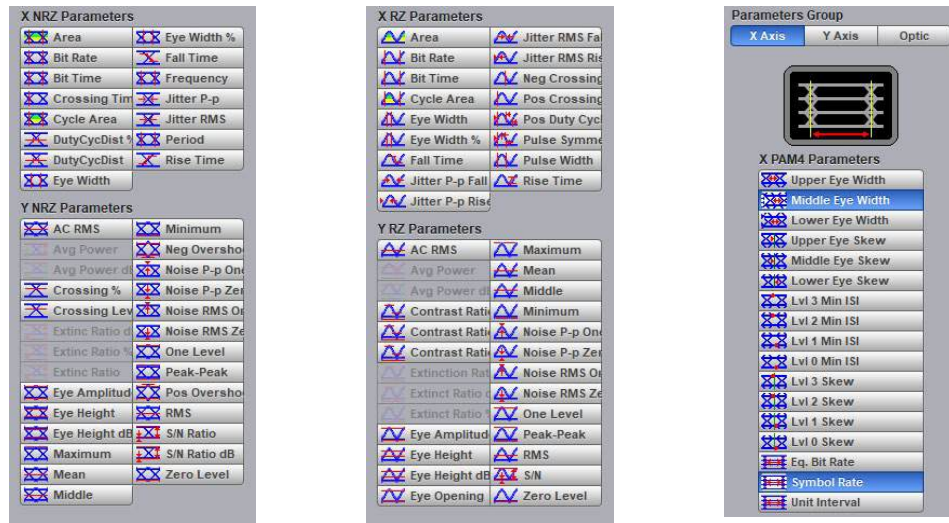 X NRZ Parameters
Area
Eye Width %
Bit Rate
Fall Time
Bit Time
Frequency
Crossing Tim
Jitter P-p
Cycle Area
Jitter RMS
DutyCycDist %
Period
DutyCycDist
Rise Time
Eye Width
Y NRZ Parameters
AC RMS
Minimum
Avg Power
Neg Oversho
Avg Power dB
Noise P-p One
Crossing %
Noise P-p Zer
Crossing Lev
Noise RMS On
Extinc Ratio d
Noise RMS Ze
Extinc Ratio %
One Level
Extinc Ratio
Peak-Peak
Eye Amplitud
Pos Oversho
Eye Height
RMS
Eye Height dB
S/N Ratio
Maximum
S/N Ratio dB
Mean
Zero Level
Middle
X RZ Parameters
Area
Jitter RMS Fal
Bit Rate
Jitter RMS Ris
Bit Time
Neg Crossing
Cycle Area
Pos Crossing
Eye Width
Pos Duty Cycl
Eye Width %
Pulse Symme
Fall Time
Pulse Width
Jitter P-p Fall
Rise Time
Jitter P-p Rise
Y RZ Parameters
AC RMS
Maximum
Avg Power
Mean
Avg Power dB
Middle
Contrast Rati
Minimum
Contrast Rati
Noise P-p One
Contrast Rati
Noise P-p Zer
Extinction Rat
Noise RMS On
Extinct Ratio d
Noise RMS Ze
Extinct Ratio %
One Level
Eye Amplitud
Peak-Peak
Eye Height
RMS
Eye Height dB
S/N
Eye Opening
Zero Level
Parameters Group
X Axis
Y Axis
Optic
X PAM4 Parameters
Upper Eye Width
Middle Eye Width
Lower Eye Width
Upper Eye Skew
Middle Eye Skew
Lower Eye Skew
Lvl 3 Min ISI
Lvl 2 Min ISI
Lvl 1 Min ISI
Lvl 0 Min ISI
Lvl 3 Skew
Lvl 2 Skew
Lvl 1 Skew
Lvl 0 Skew
Eq. Bit Rate
Symbol Rate
Unit Interval